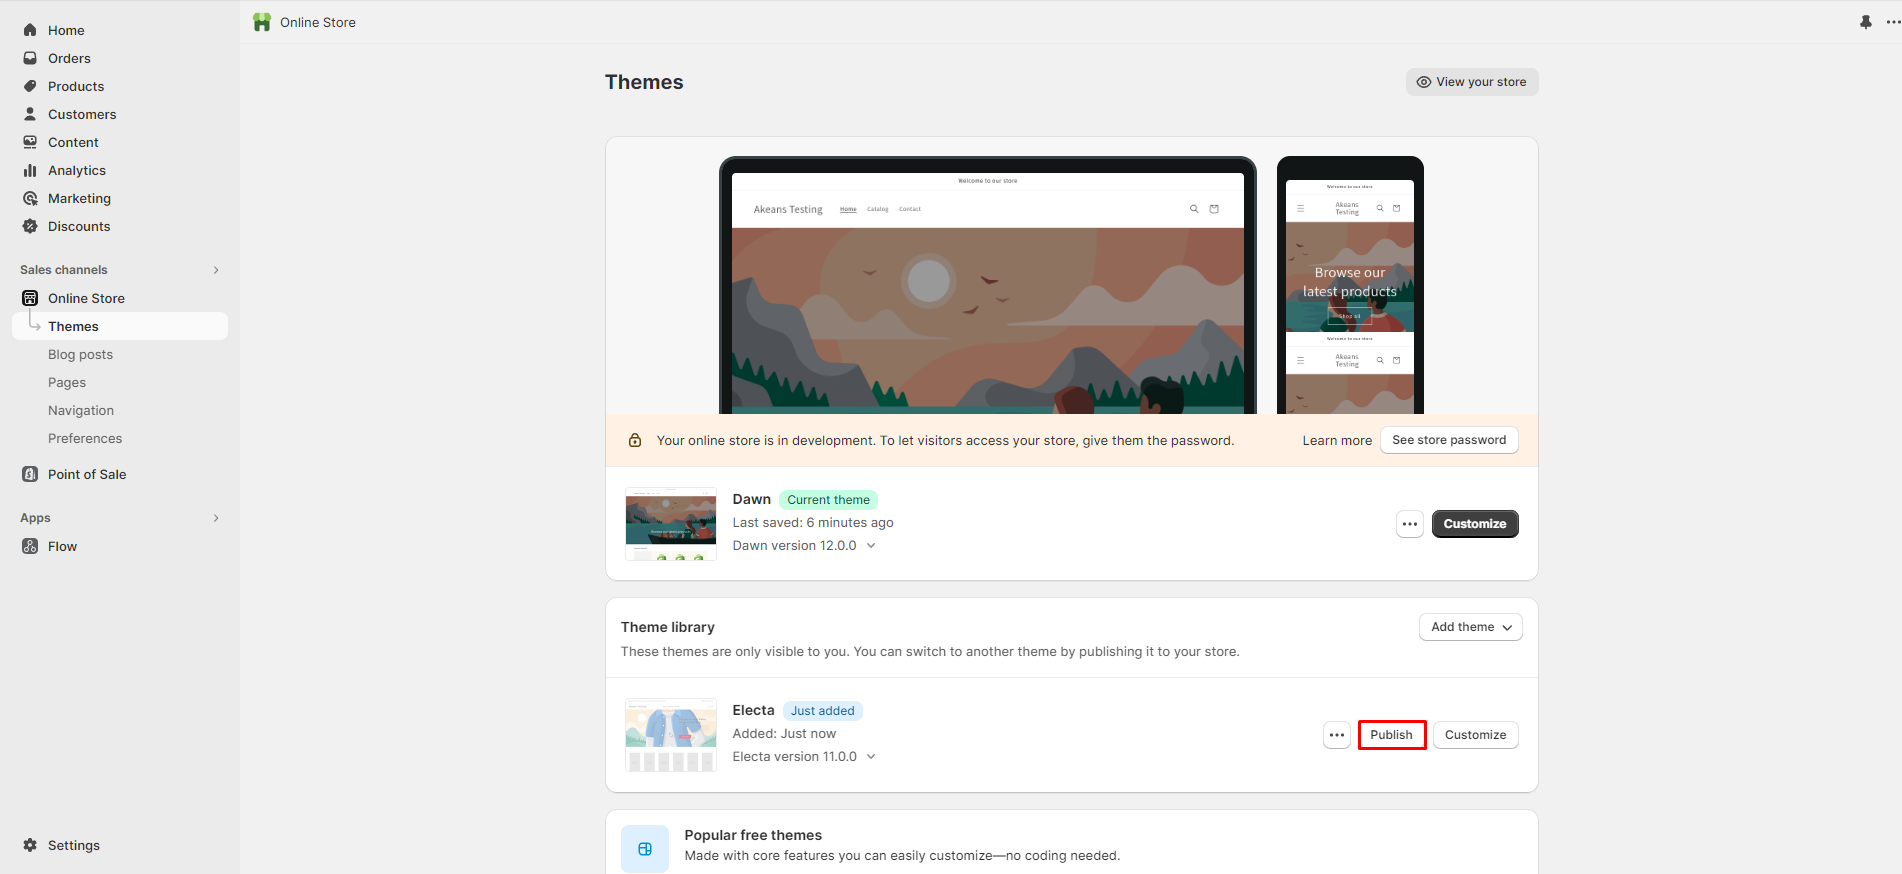 Home
Orders
Products
Customers
Content
Analytics
Marketing
Discounts
Sales channels
Online Store
Themes
Blog posts
Pages
Navigation
Preferences
Point of Sale
Apps
Flow
Settings
Online Store
Themes
View your store
Welcome to our store
Akeans Testing Home Catalog Contact
Welcome to our store
Akeans
Testing
Browse our
latest products
Shop all
Welcome to our store
Akeans
Testing
Your online store is in development. To let visitors access your store, give them the password. Learn more See store password
Dawn Current theme
Last saved: 6 minutes ago
Dawn version 12.0.0
Customize
Theme library
Add theme
These themes are only visible to you. You can switch to another theme by publishing it to your store.
Electa Just added
Added: Just now
Electa version 11.0.0
Publish Customize
Popular free themes
Made with core features you can easily customize—no coding needed.